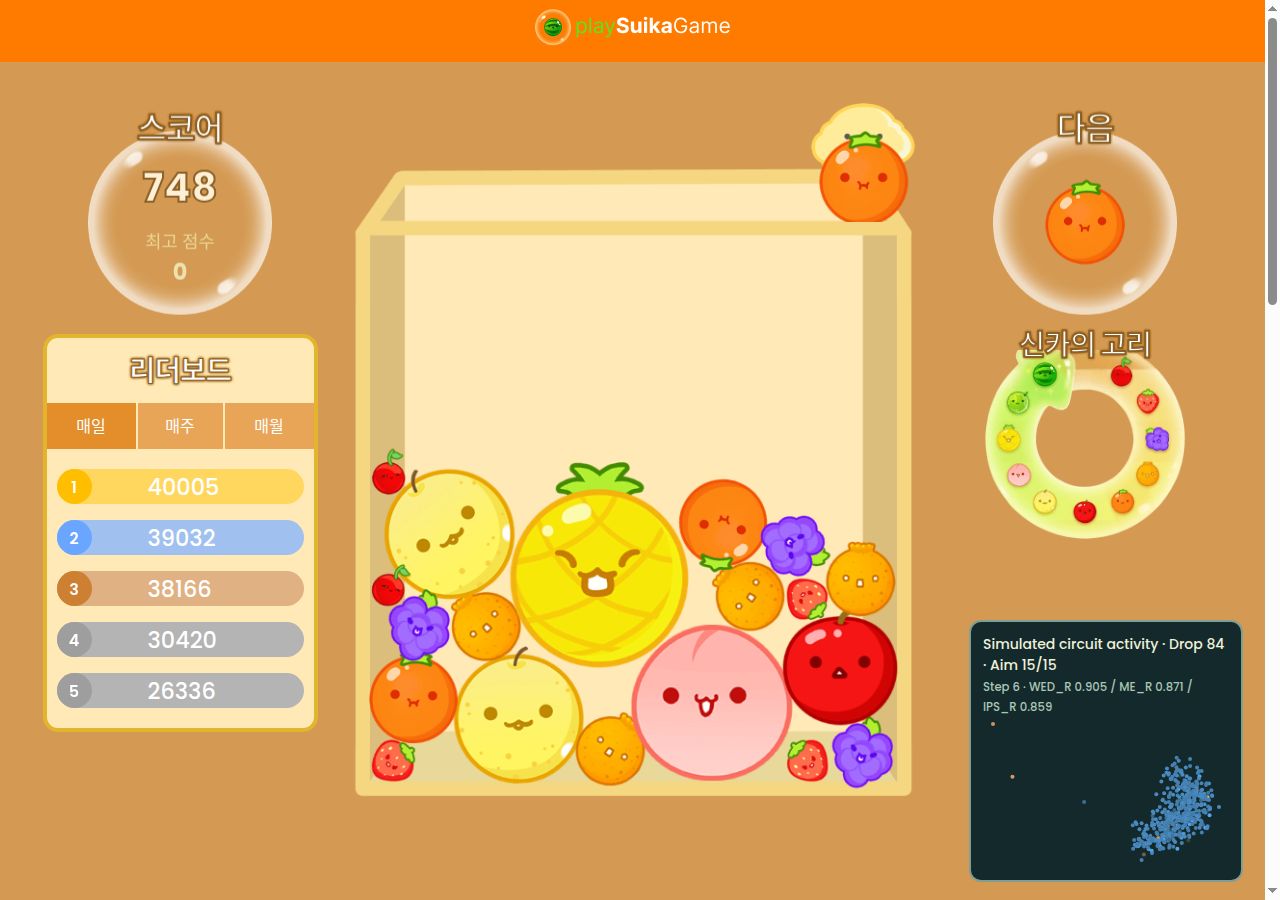 playSuikaGame
스코어
748
최고 점수
0
리더보드
매일 매주 매월
1 40005
2 39032
3 38166
4 30420
5 26336
다음
신카의 고리
Simulated circuit activity · Drop 84
· Aim 15/15
Step 6 · WED_R 0.905 / ME_R 0.871 /
IPS_R 0.859